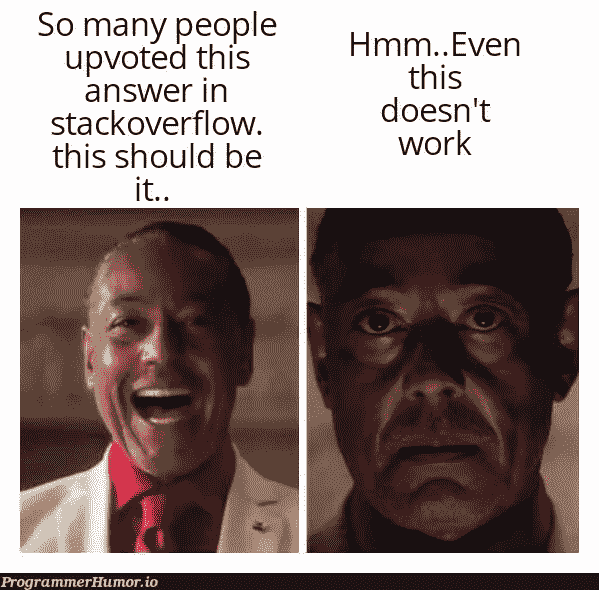 So many people
upvoted this
answer in
stackoverflow.
this should be
it..
Hmm..Even
this
doesn't
work
ProgrammerHumor.io